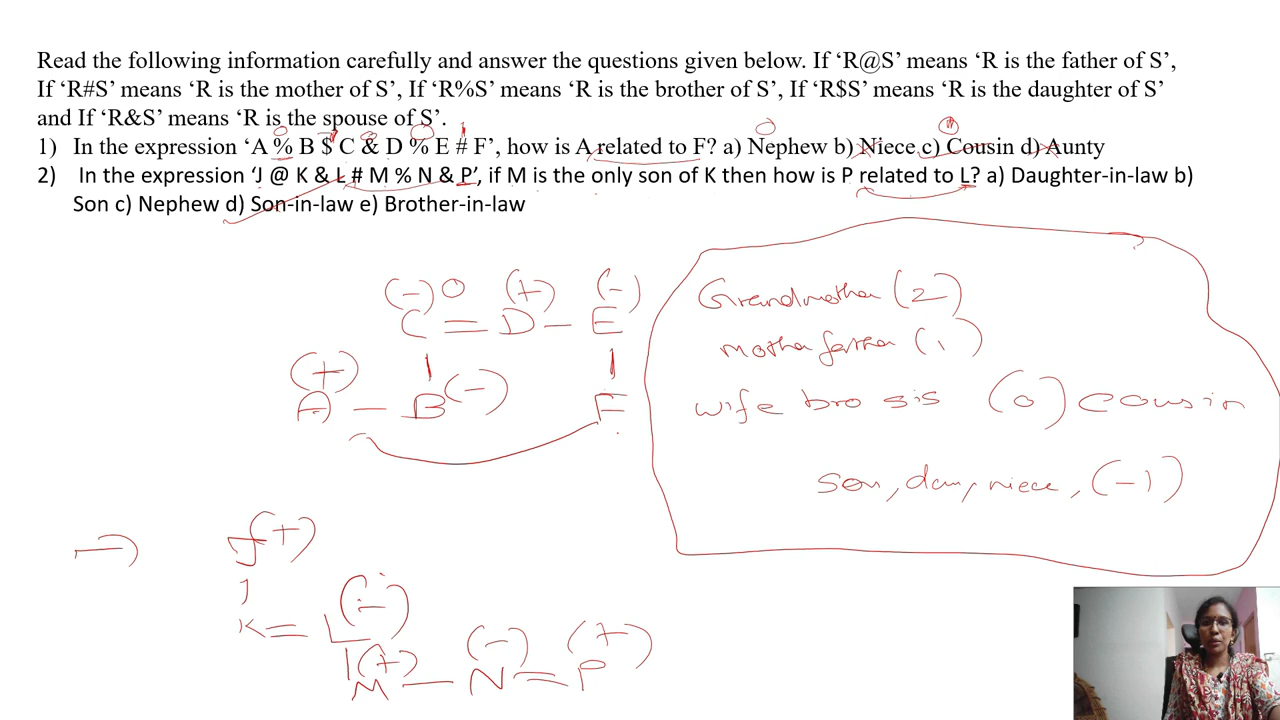 Read the following information carefully and answer the questions given below. If ‘R@S’ means ‘R is the father of S’,
If ‘R#S’ means ‘R is the mother of S’, If ‘R%S’ means ‘R is the brother of S’, If ‘R$S’ means ‘R is the daughter of S’
and If ‘R&S’ means ‘R is the spouse of S’.
1) In the expression ‘A % B $ C & D % E # F’, how is A related to F? a) Nephew b) Niece c) Cousin d) Aunty
2) In the expression ‘J @ K & L # M % N & P’, if M is the only son of K then how is P related to L? a) Daughter-in-law b)
Son c) Nephew d) Son-in-law e) Brother-in-law
(-) 0 (+) (-)
C = D - E
(+)
A - B (-) F
Grandmother (2)
mother father (1)
wife bro sis (0) cousin
son, dau, niece, (-1)
J (+)
(-)
K = L
(+) (-) (+)
M - N = P